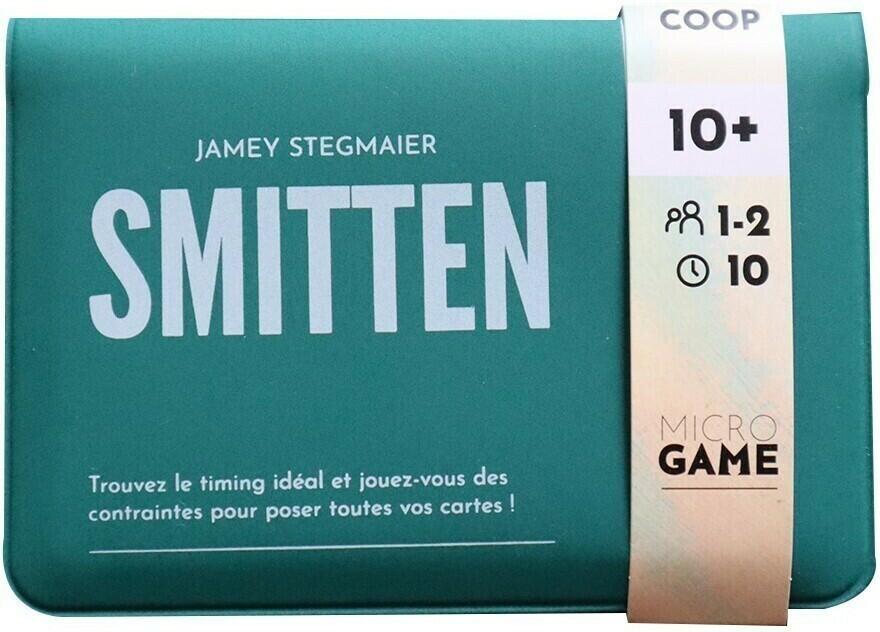 JAMEY STEGMAIER
SMITTEN
Trouvez le timing idéal et jouez-vous des
contraintes pour poser toutes vos cartes !
COOP
10+
1-2
10
MICRO
GAME